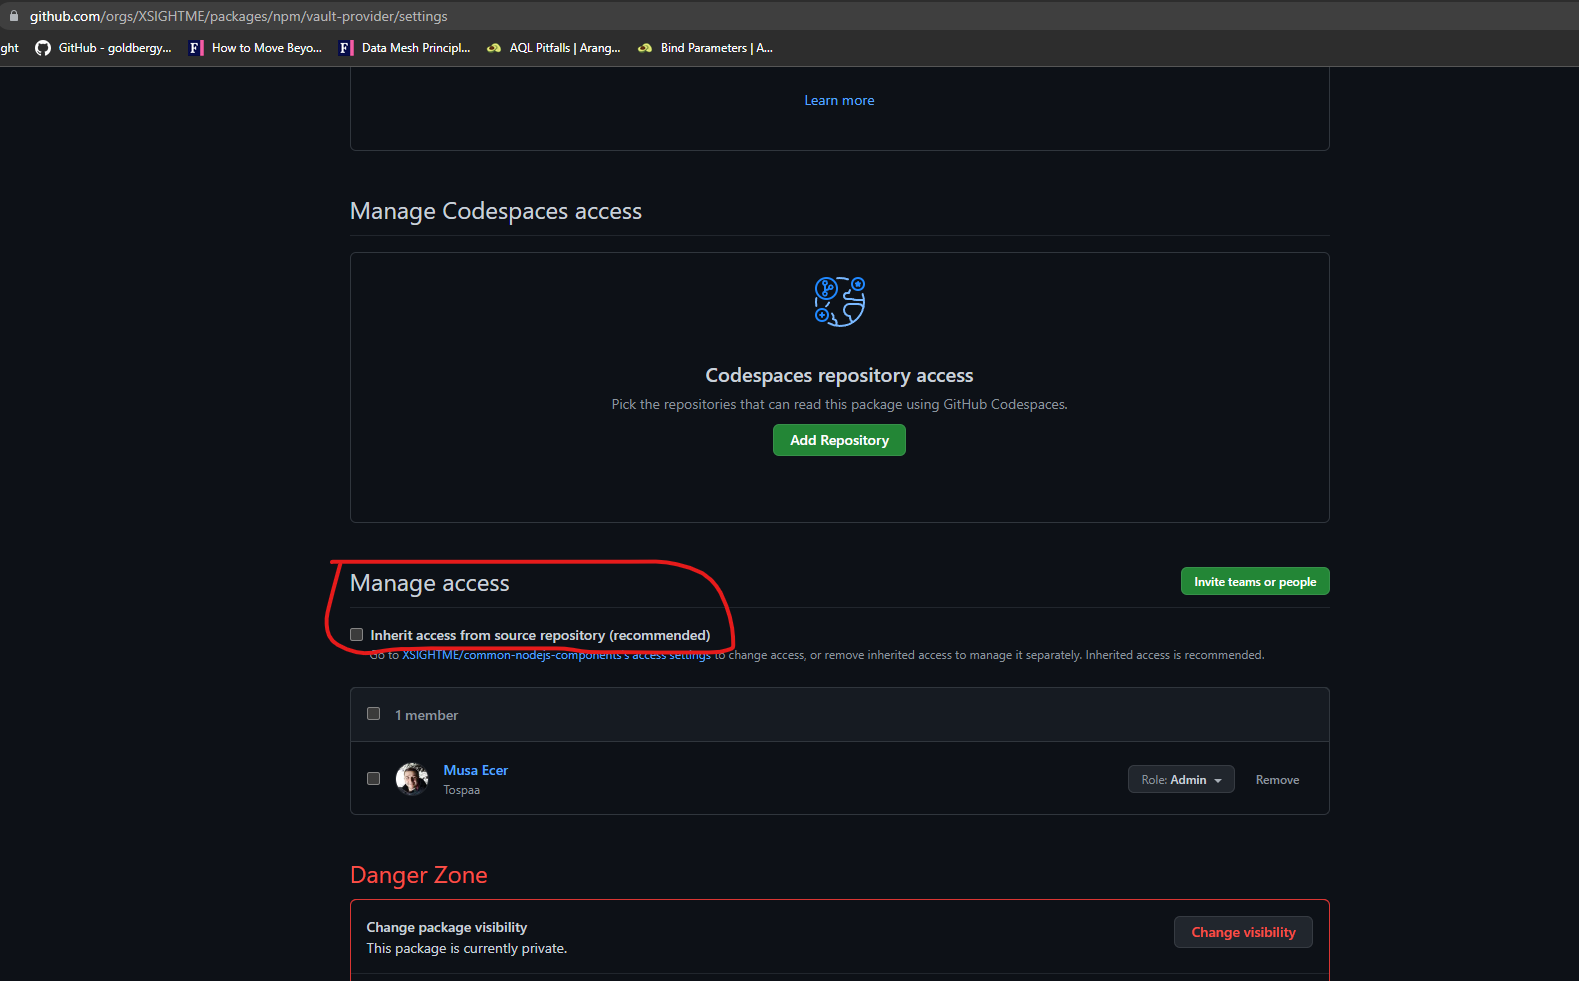 github.com/orgs/XSIGHTME/packages/npm/vault-provider/settings
ght GitHub - goldbergy... How to Move Beyo... Data Mesh Principl... AQL Pitfalls | Arang... Bind Parameters | A...
Learn more
Manage Codespaces access
Codespaces repository access
Pick the repositories that can read this package using GitHub Codespaces.
Add Repository
Manage access
Invite teams or people
Inherit access from source repository (recommended)
Go to XSIGHTME/common-nodejs-components's access settings to change access, or remove inherited access to manage it separately. Inherited access is recommended.
1 member
Musa Ecer
Tospaa
Role: Admin
Remove
Danger Zone
Change package visibility
This package is currently private.
Change visibility